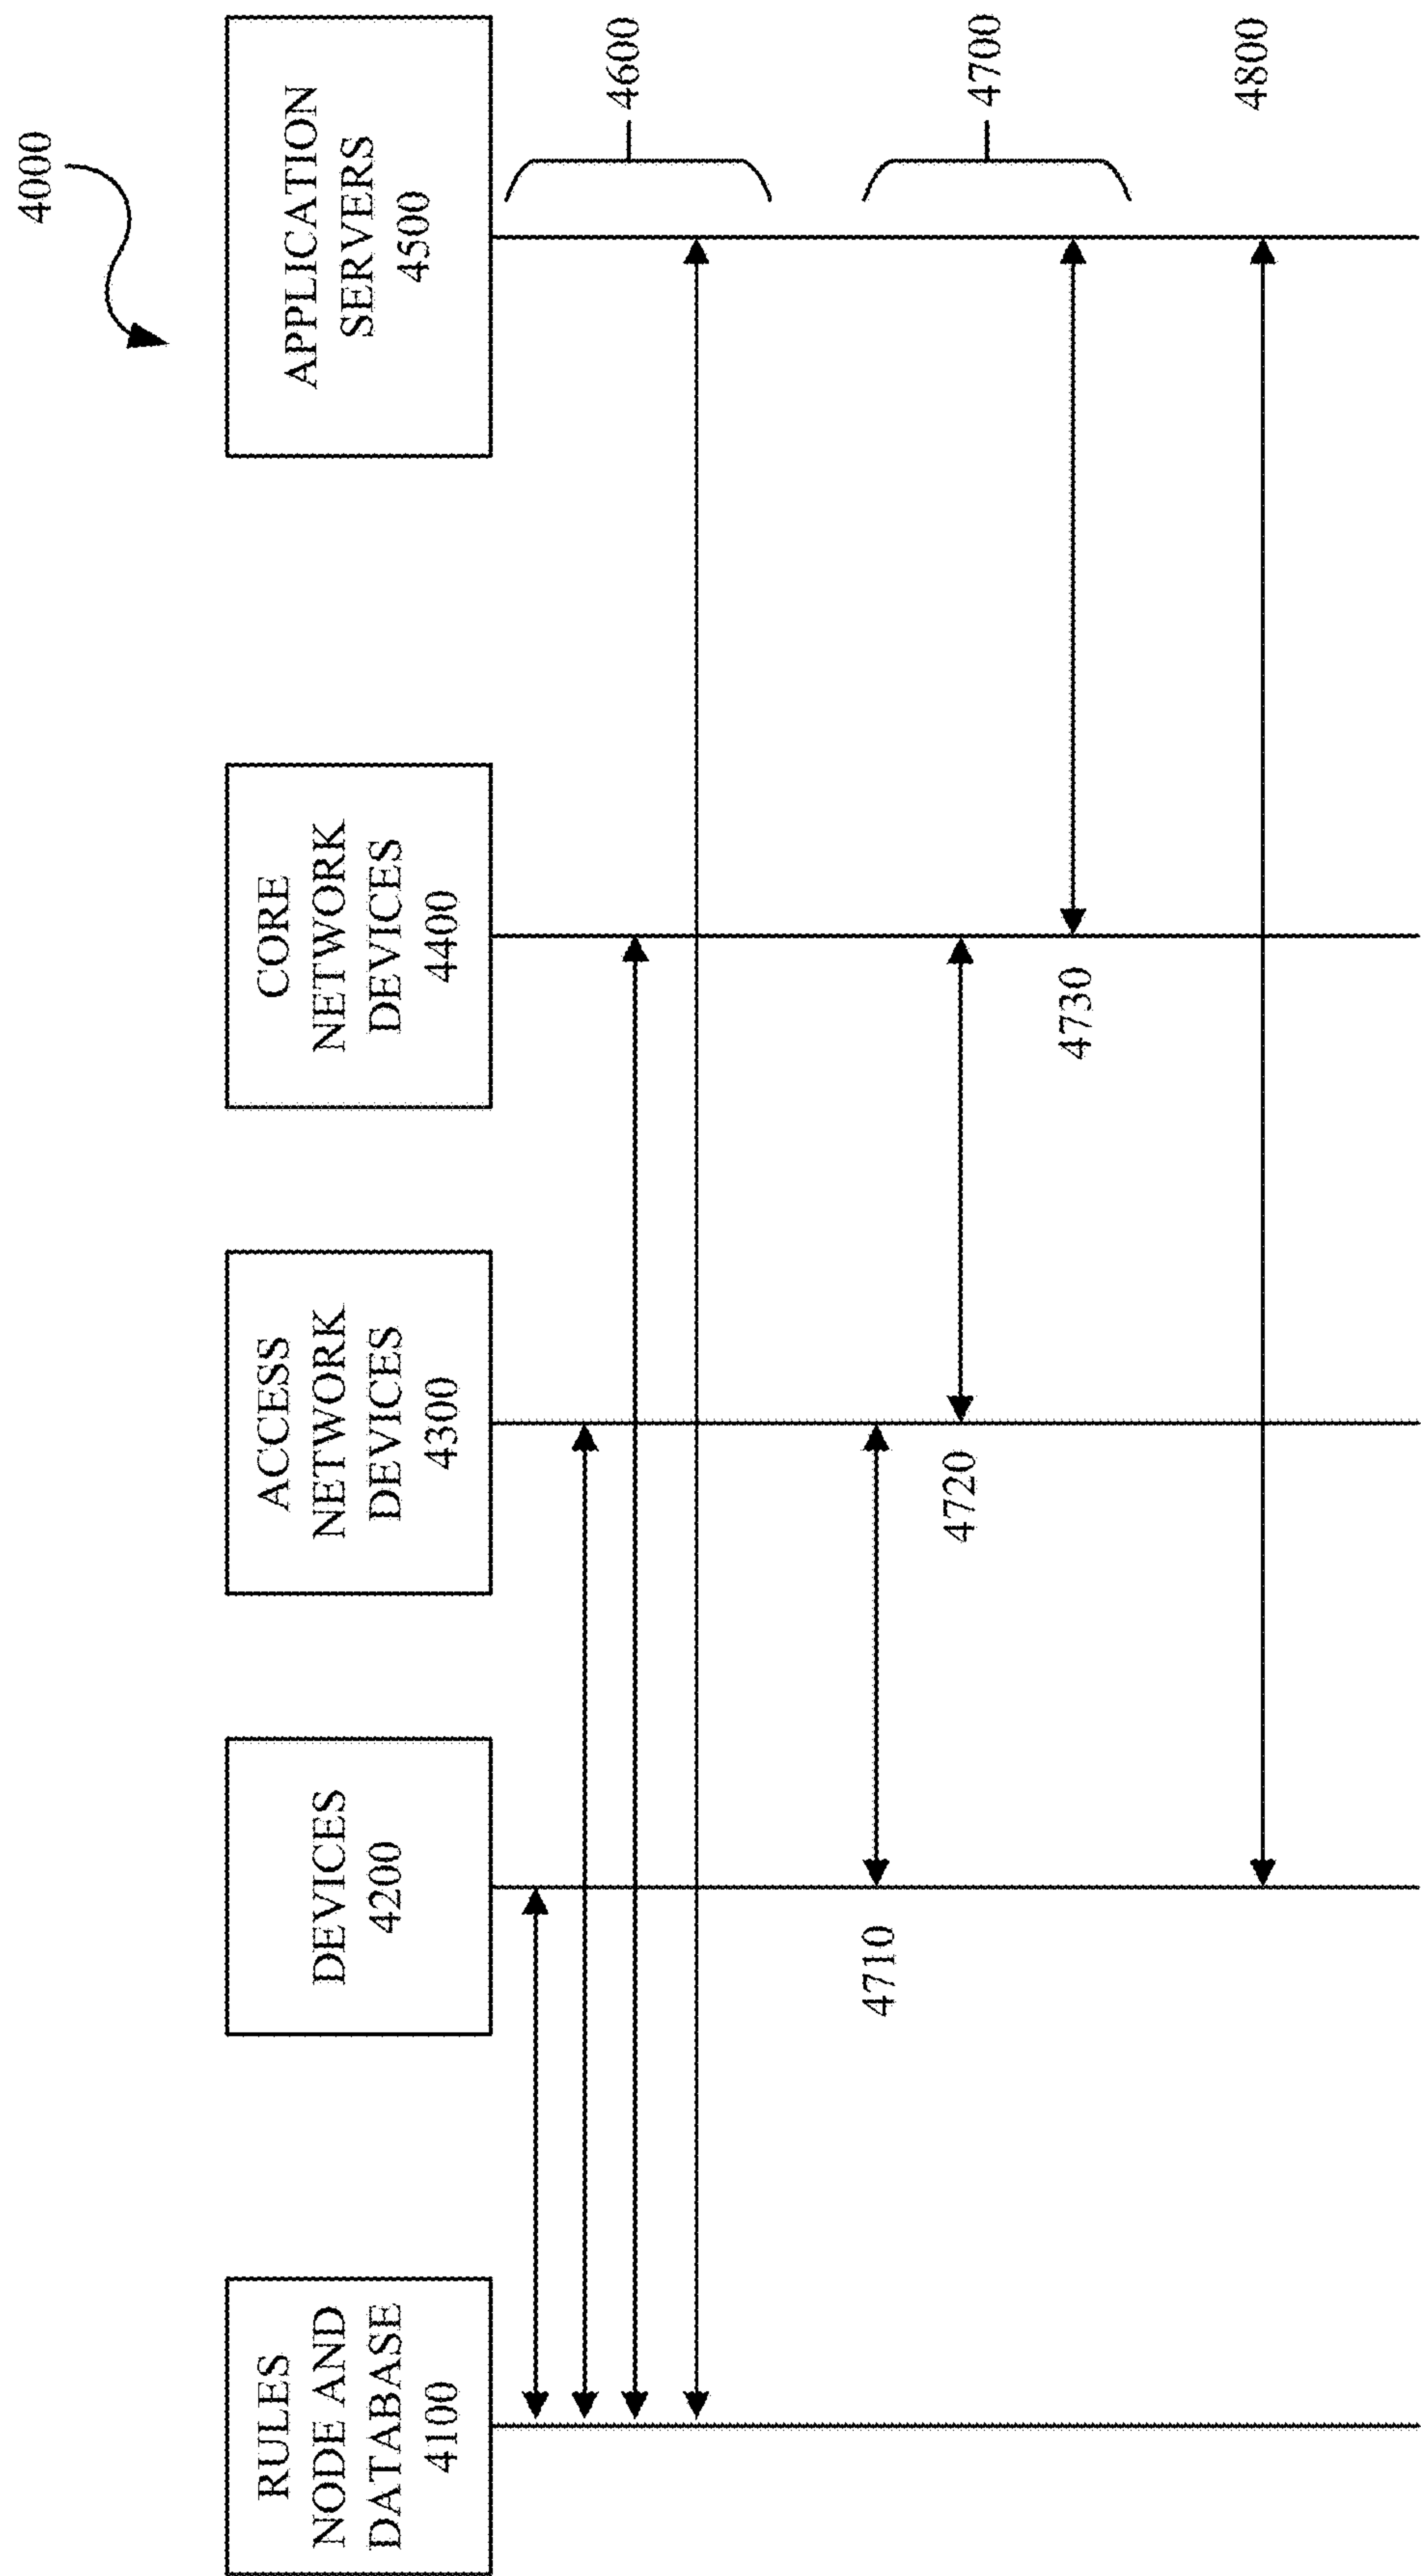 4000
RULES
NODE AND
DATABASE
4100
DEVICES
4200
ACCESS
NETWORK
DEVICES
4300
CORE
NETWORK
DEVICES
4400
APPLICATION
SERVERS
4500
4600
4710
4720
4730
4700
4800